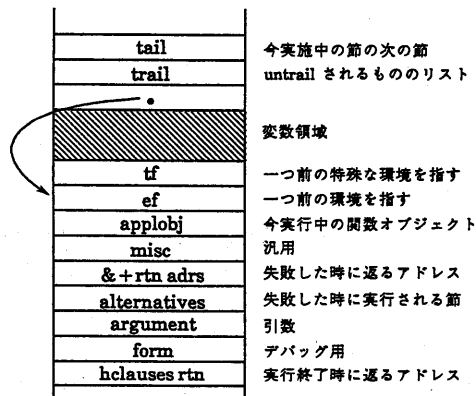 tail 今実施中の節の次の節
trail untrail されるもののリスト
変数領域
tf 一つ前の特殊な環境を指す
ef 一つ前の環境を指す
applobj 今実行中の関数オブジェクト
misc 汎用
&+rtn adrs 失敗した時に返るアドレス
alternatives 失敗した時に実行される節
argument 引数
form デバッグ用
hclauses rtn 実行終了時に返るアドレス